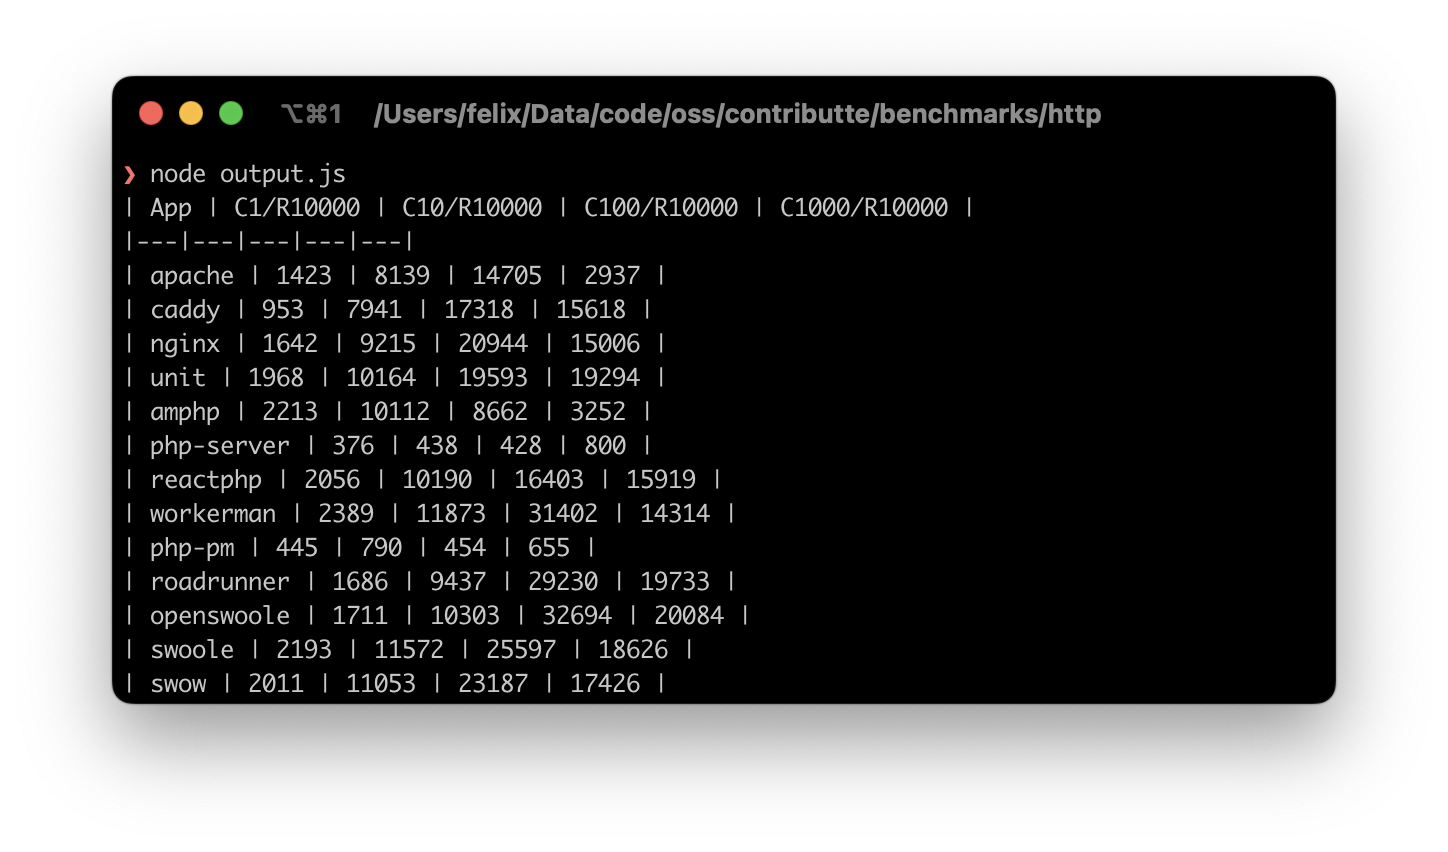 ⌥⌘1 /Users/felix/Data/code/oss/contributte/benchmarks/http
❯ node output.js
| App | C1/R10000 | C10/R10000 | C100/R10000 | C1000/R10000 |
|---|---|---|---|---|
| apache | 1423 | 8139 | 14705 | 2937 |
| caddy | 953 | 7941 | 17318 | 15618 |
| nginx | 1642 | 9215 | 20944 | 15006 |
| unit | 1968 | 10164 | 19593 | 19294 |
| amphp | 2213 | 10112 | 8662 | 3252 |
| php-server | 376 | 438 | 428 | 800 |
| reactphp | 2056 | 10190 | 16403 | 15919 |
| workerman | 2389 | 11873 | 31402 | 14314 |
| php-pm | 445 | 790 | 454 | 655 |
| roadrunner | 1686 | 9437 | 29230 | 19733 |
| openswoole | 1711 | 10303 | 32694 | 20084 |
| swoole | 2193 | 11572 | 25597 | 18626 |
| swow | 2011 | 11053 | 23187 | 17426 |